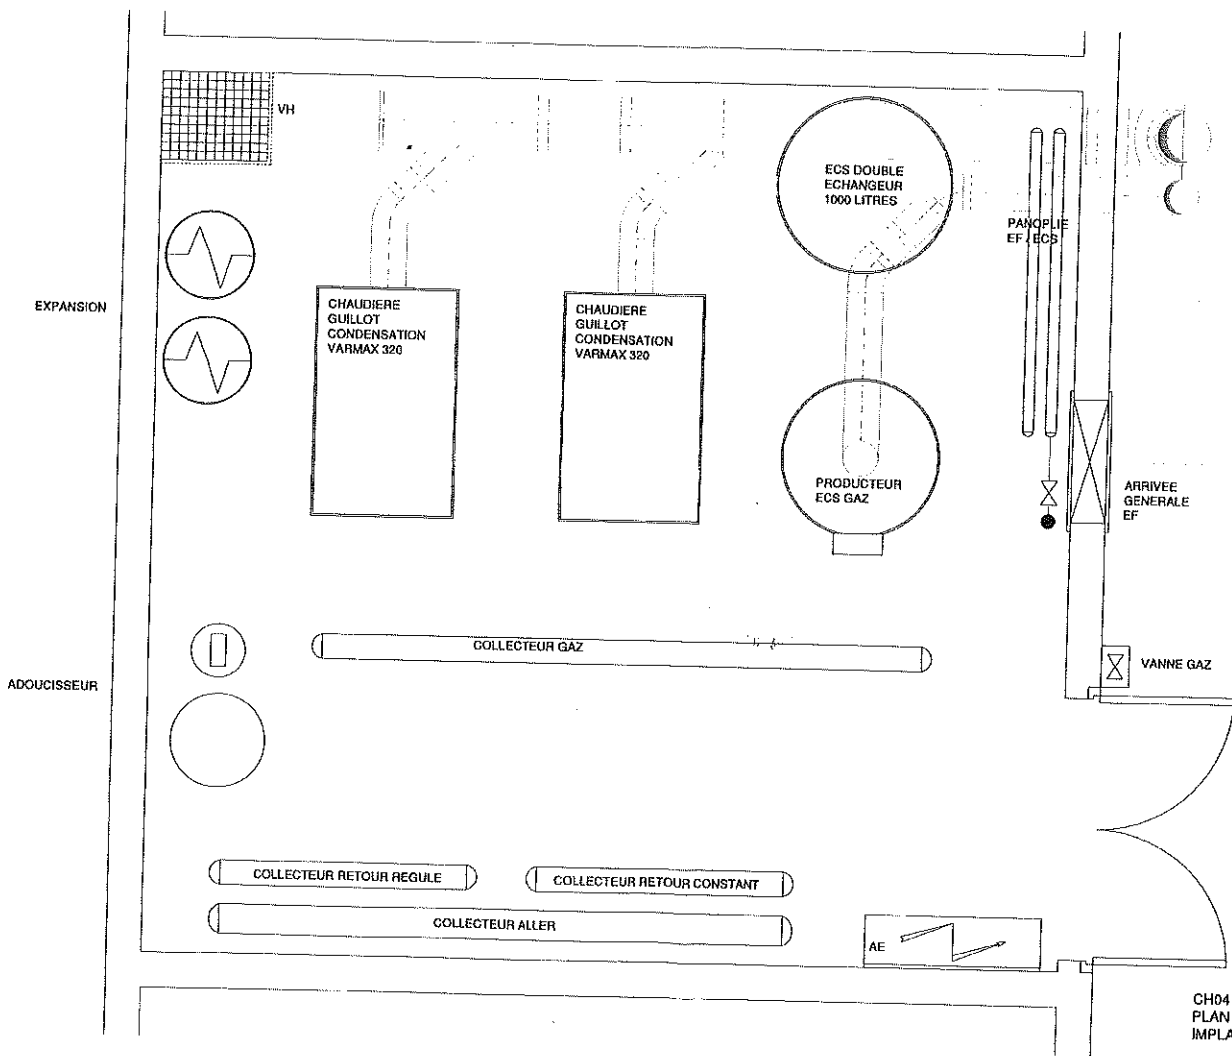 VH
ECS DOUBLE
ECHANGEUR
1000 LITRES
PANOPLIE
EF / ECS
EXPANSION
CHAUDIERE
GUILLOT
CONDENSATION
VARMAX 320
CHAUDIERE
GUILLOT
CONDENSATION
VARMAX 320
PRODUCTEUR
ECS GAZ
ARRIVEE
GENERALE
EF
COLLECTEUR GAZ
VANNE GAZ
ADOUCISSEUR
COLLECTEUR RETOUR REGULE
COLLECTEUR RETOUR CONSTANT
COLLECTEUR ALLER
AE
CH04
PLAN
IMPLA